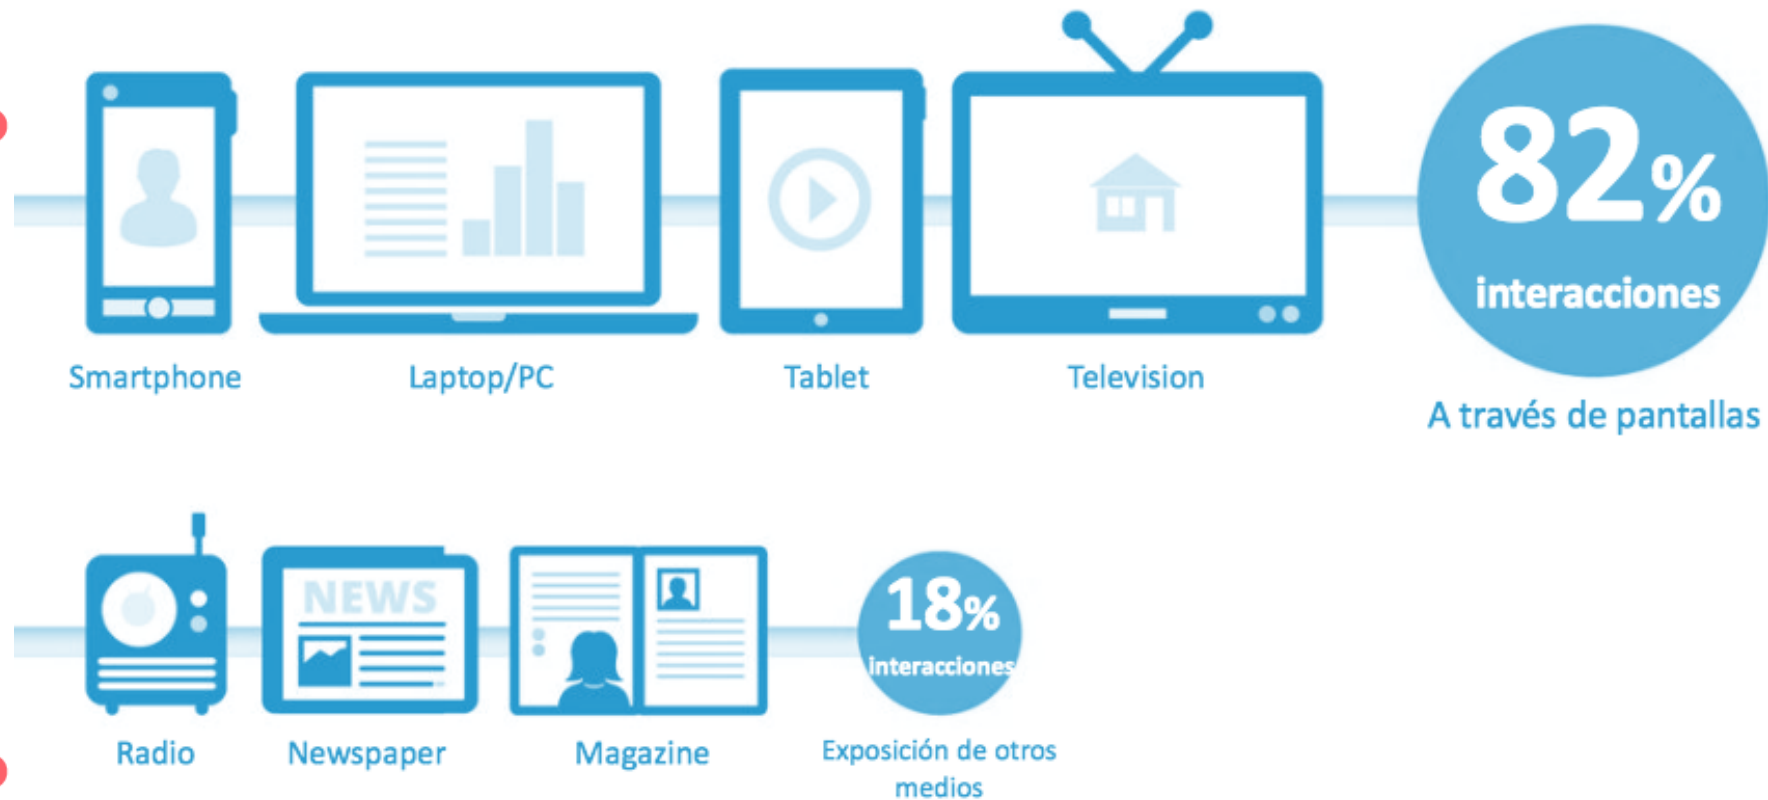 82%
interacciones
Smartphone
Laptop/PC
Tablet
Television
A través de pantallas
NEWS
18%
interacciones
Radio
Newspaper
Magazine
Exposición de otros
medios